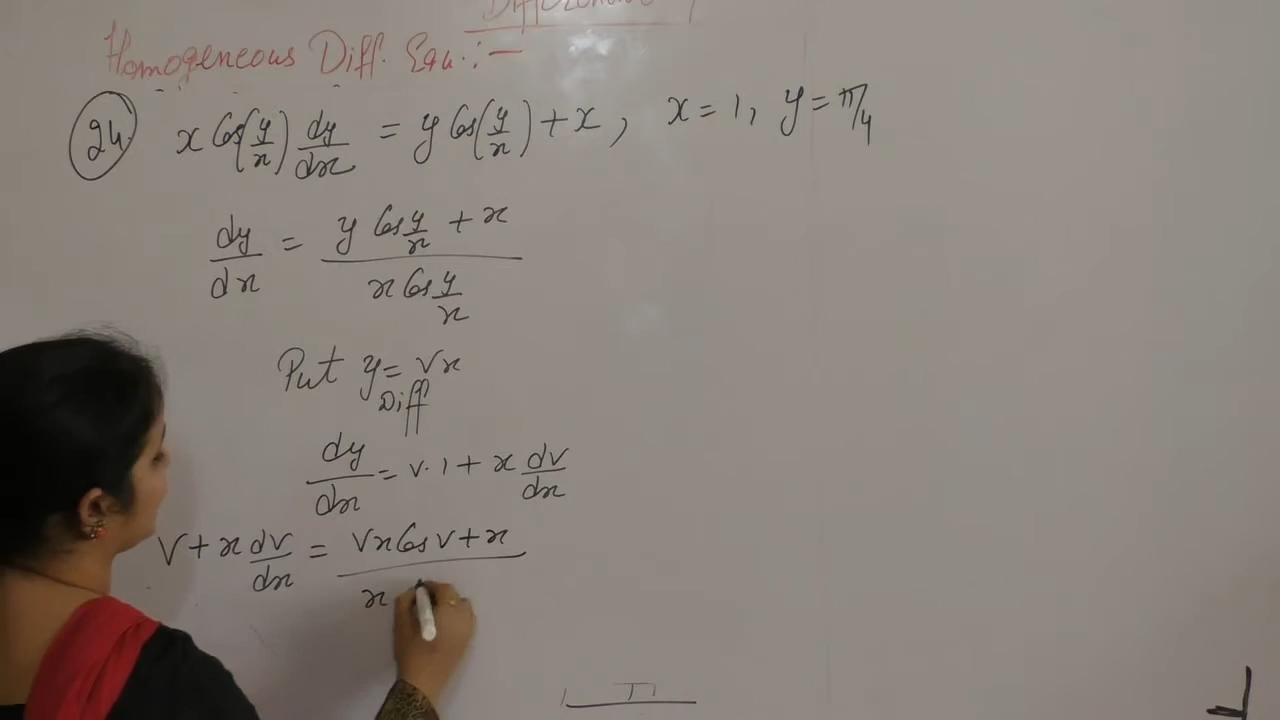 Homogeneous Diff. Equ.:-
24. x Cos(y/x) dy/dx = y Cos(y/x) + x, x = 1, y = π/4
dy/dx = (y Cos y/x + x) / (x Cos y/x)
Put y = vx
Diff
dy/dx = v.1 + x dv/dx
v + x dv/dx = (vx Cos v + x) / x